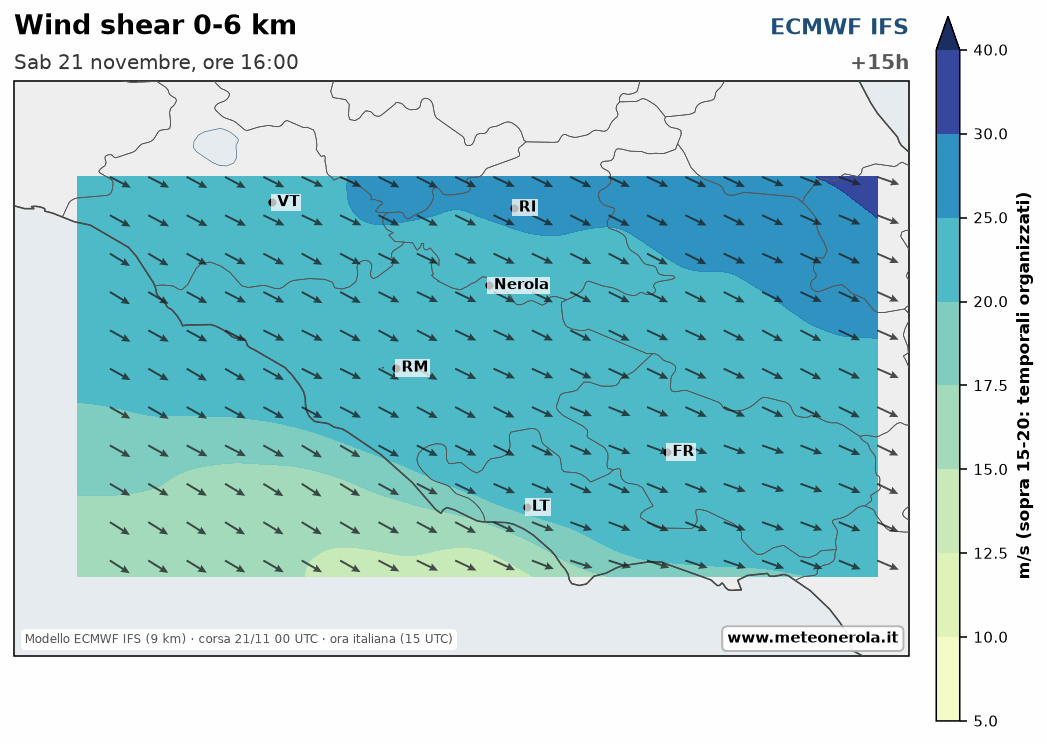 Wind shear 0-6 km
ECMWF IFS
Sab 21 novembre, ore 16:00
+15h
VT
RI
Nerola
RM
FR
LT
40.0
30.0
25.0
20.0
17.5
15.0
12.5
10.0
5.0
m/s (sopra 15-20: temporali organizzati)
Modello ECMWF IFS (9 km) · corsa 21/11 00 UTC · ora italiana (15 UTC)
www.meteonerola.it